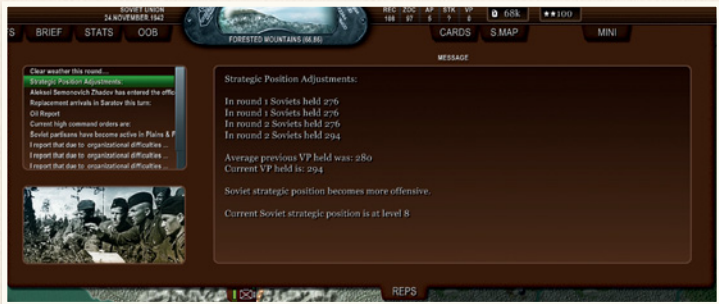 SOVIET UNION
24.NOVEMBER.1942
REC ZOC AP STK VP
168 97 5 ? 0
68k
★★100
S BRIEF STATS OOB
FORESTED MOUNTAINS (66,86)
CARDS S.MAP MINI
MESSAGE
Clear weather this round....
Strategic Position Adjustments:
Aleksei Semonovich Zhadov has entered the offic
Replacement arrivals in Saratov this turn:
Oil Report
Current high command orders are:
Soviet partisans have become active in Plains & F
I report that due to organizational difficulties ...
I report that due to organizational difficulties ...
I report that due to organizational difficulties ...
Strategic Position Adjustments:
In round 1 Soviets held 276
In round 1 Soviets held 276
In round 2 Soviets held 276
In round 2 Soviets held 294
Average previous VP held was: 280
Current VP held is: 294
Soviet strategic position becomes more offensive.
Current Soviet strategic position is at level 8
REPS